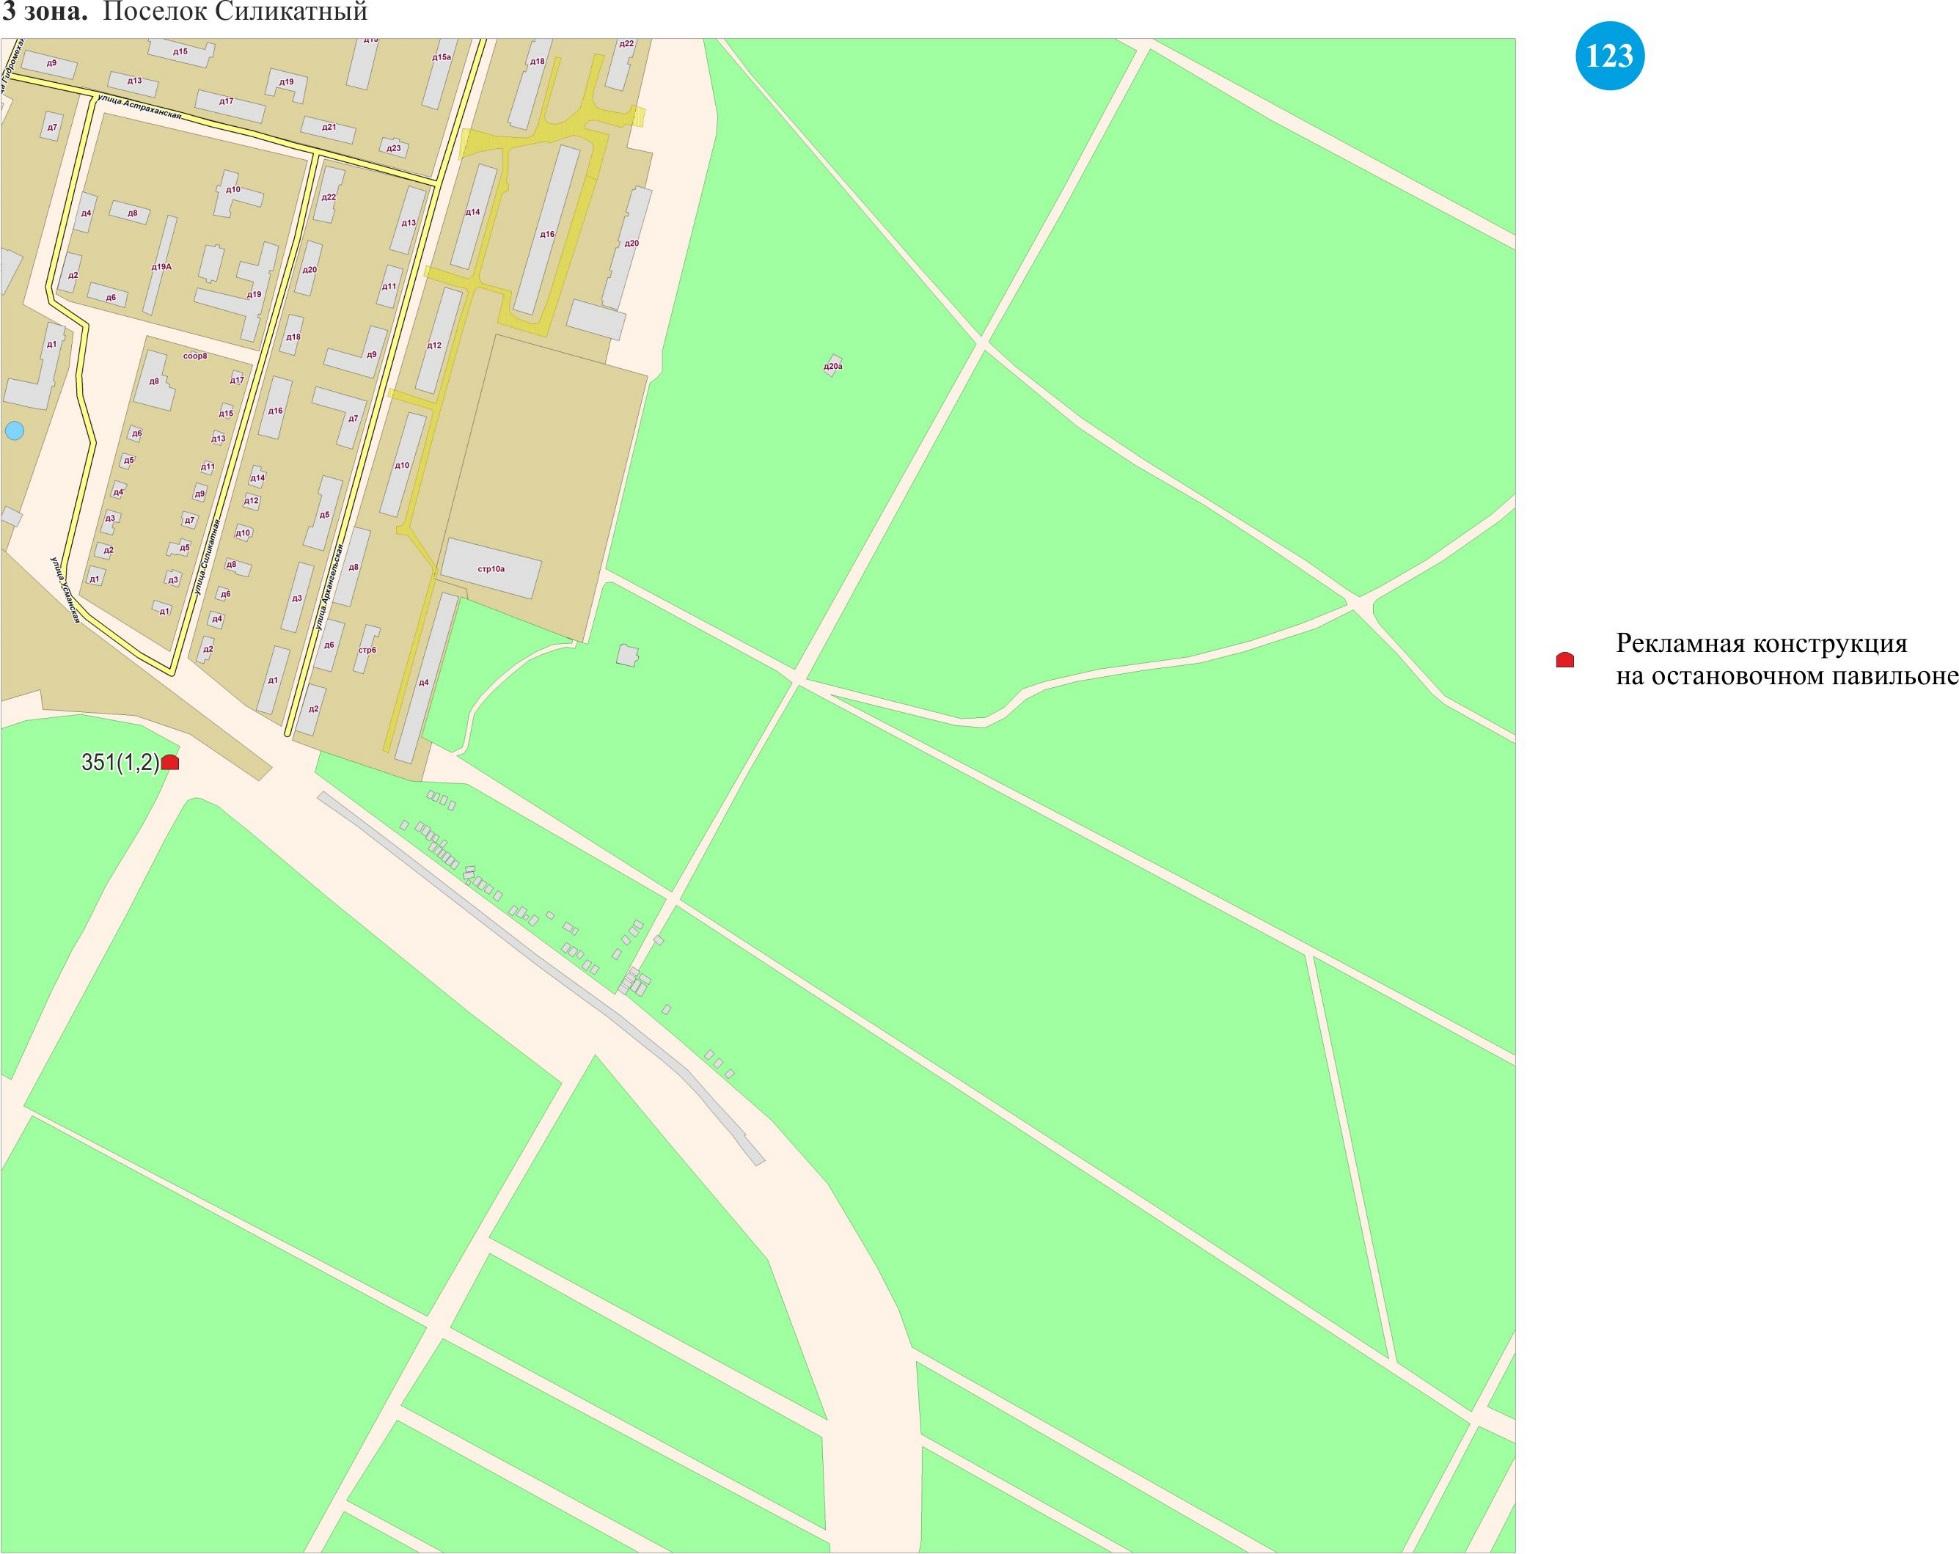 3 зона. Поселок Силикатный
123
д9
д15
д15а
д18
д22
д13
д19
д17
улица Астраханская
д7
д21
д23
д10
д22
д4
д8
д13
д14
д16
д20
д2
д19А
д20
д6
д19
д11
д18
д12
д1
соор8
д9
д20а
д8
д17
д15
д16
д7
д6
д13
д5
д11
д10
д14
д4
д9
д12
д3
д7
д5
д10
д2
д5
д8
д8
стр10а
д1
д3
д6
д3
улица Усманская
улица Силикатная
улица Архангельская
д1
д4
д6
стр6
д2
д1
д4
д2
351(1,2)
Рекламная конструкция
на остановочном павильоне